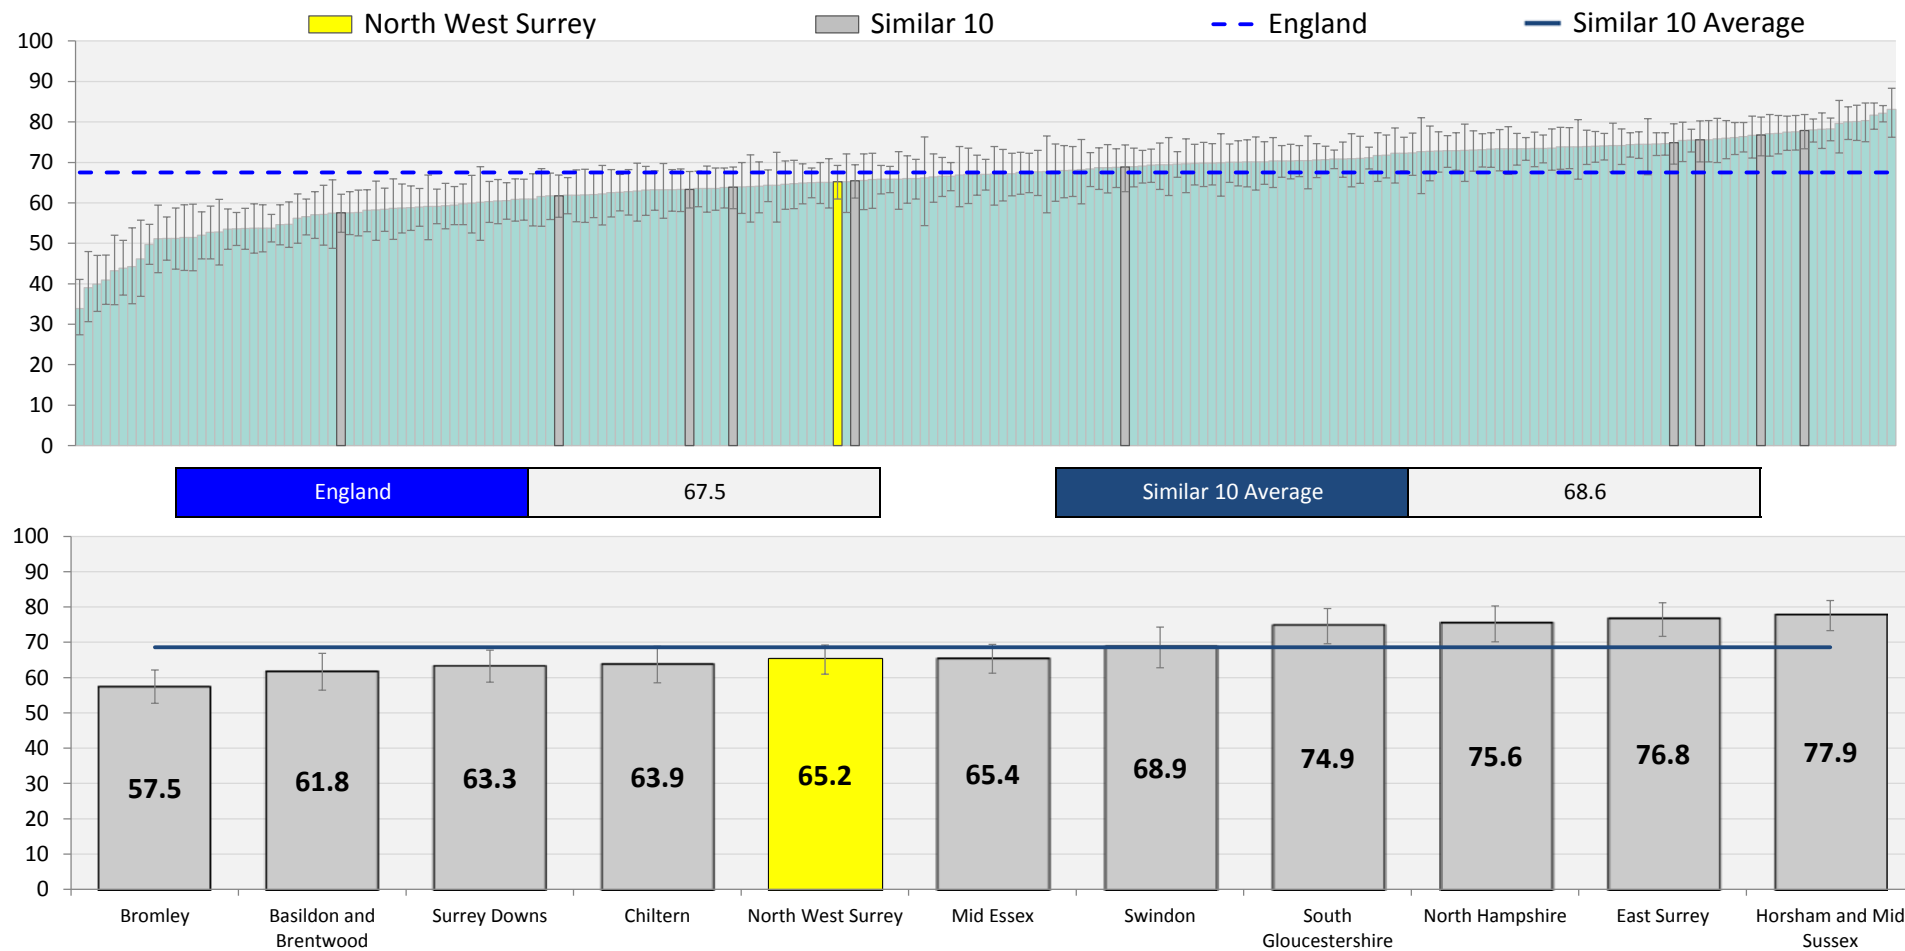 North West Surrey
Similar 10
England
Similar 10 Average
100
90
80
70
60
50
40
30
20
10
0
England 67.5
Similar 10 Average 68.6
100
90
80
70
60
50
40
30
20
10
0
57.5
61.8
63.3
63.9
65.2
65.4
68.9
74.9
75.6
76.8
77.9
Bromley
Basildon and
Brentwood
Surrey Downs
Chiltern
North West Surrey
Mid Essex
Swindon
South
Gloucestershire
North Hampshire
East Surrey
Horsham and Mid
Sussex